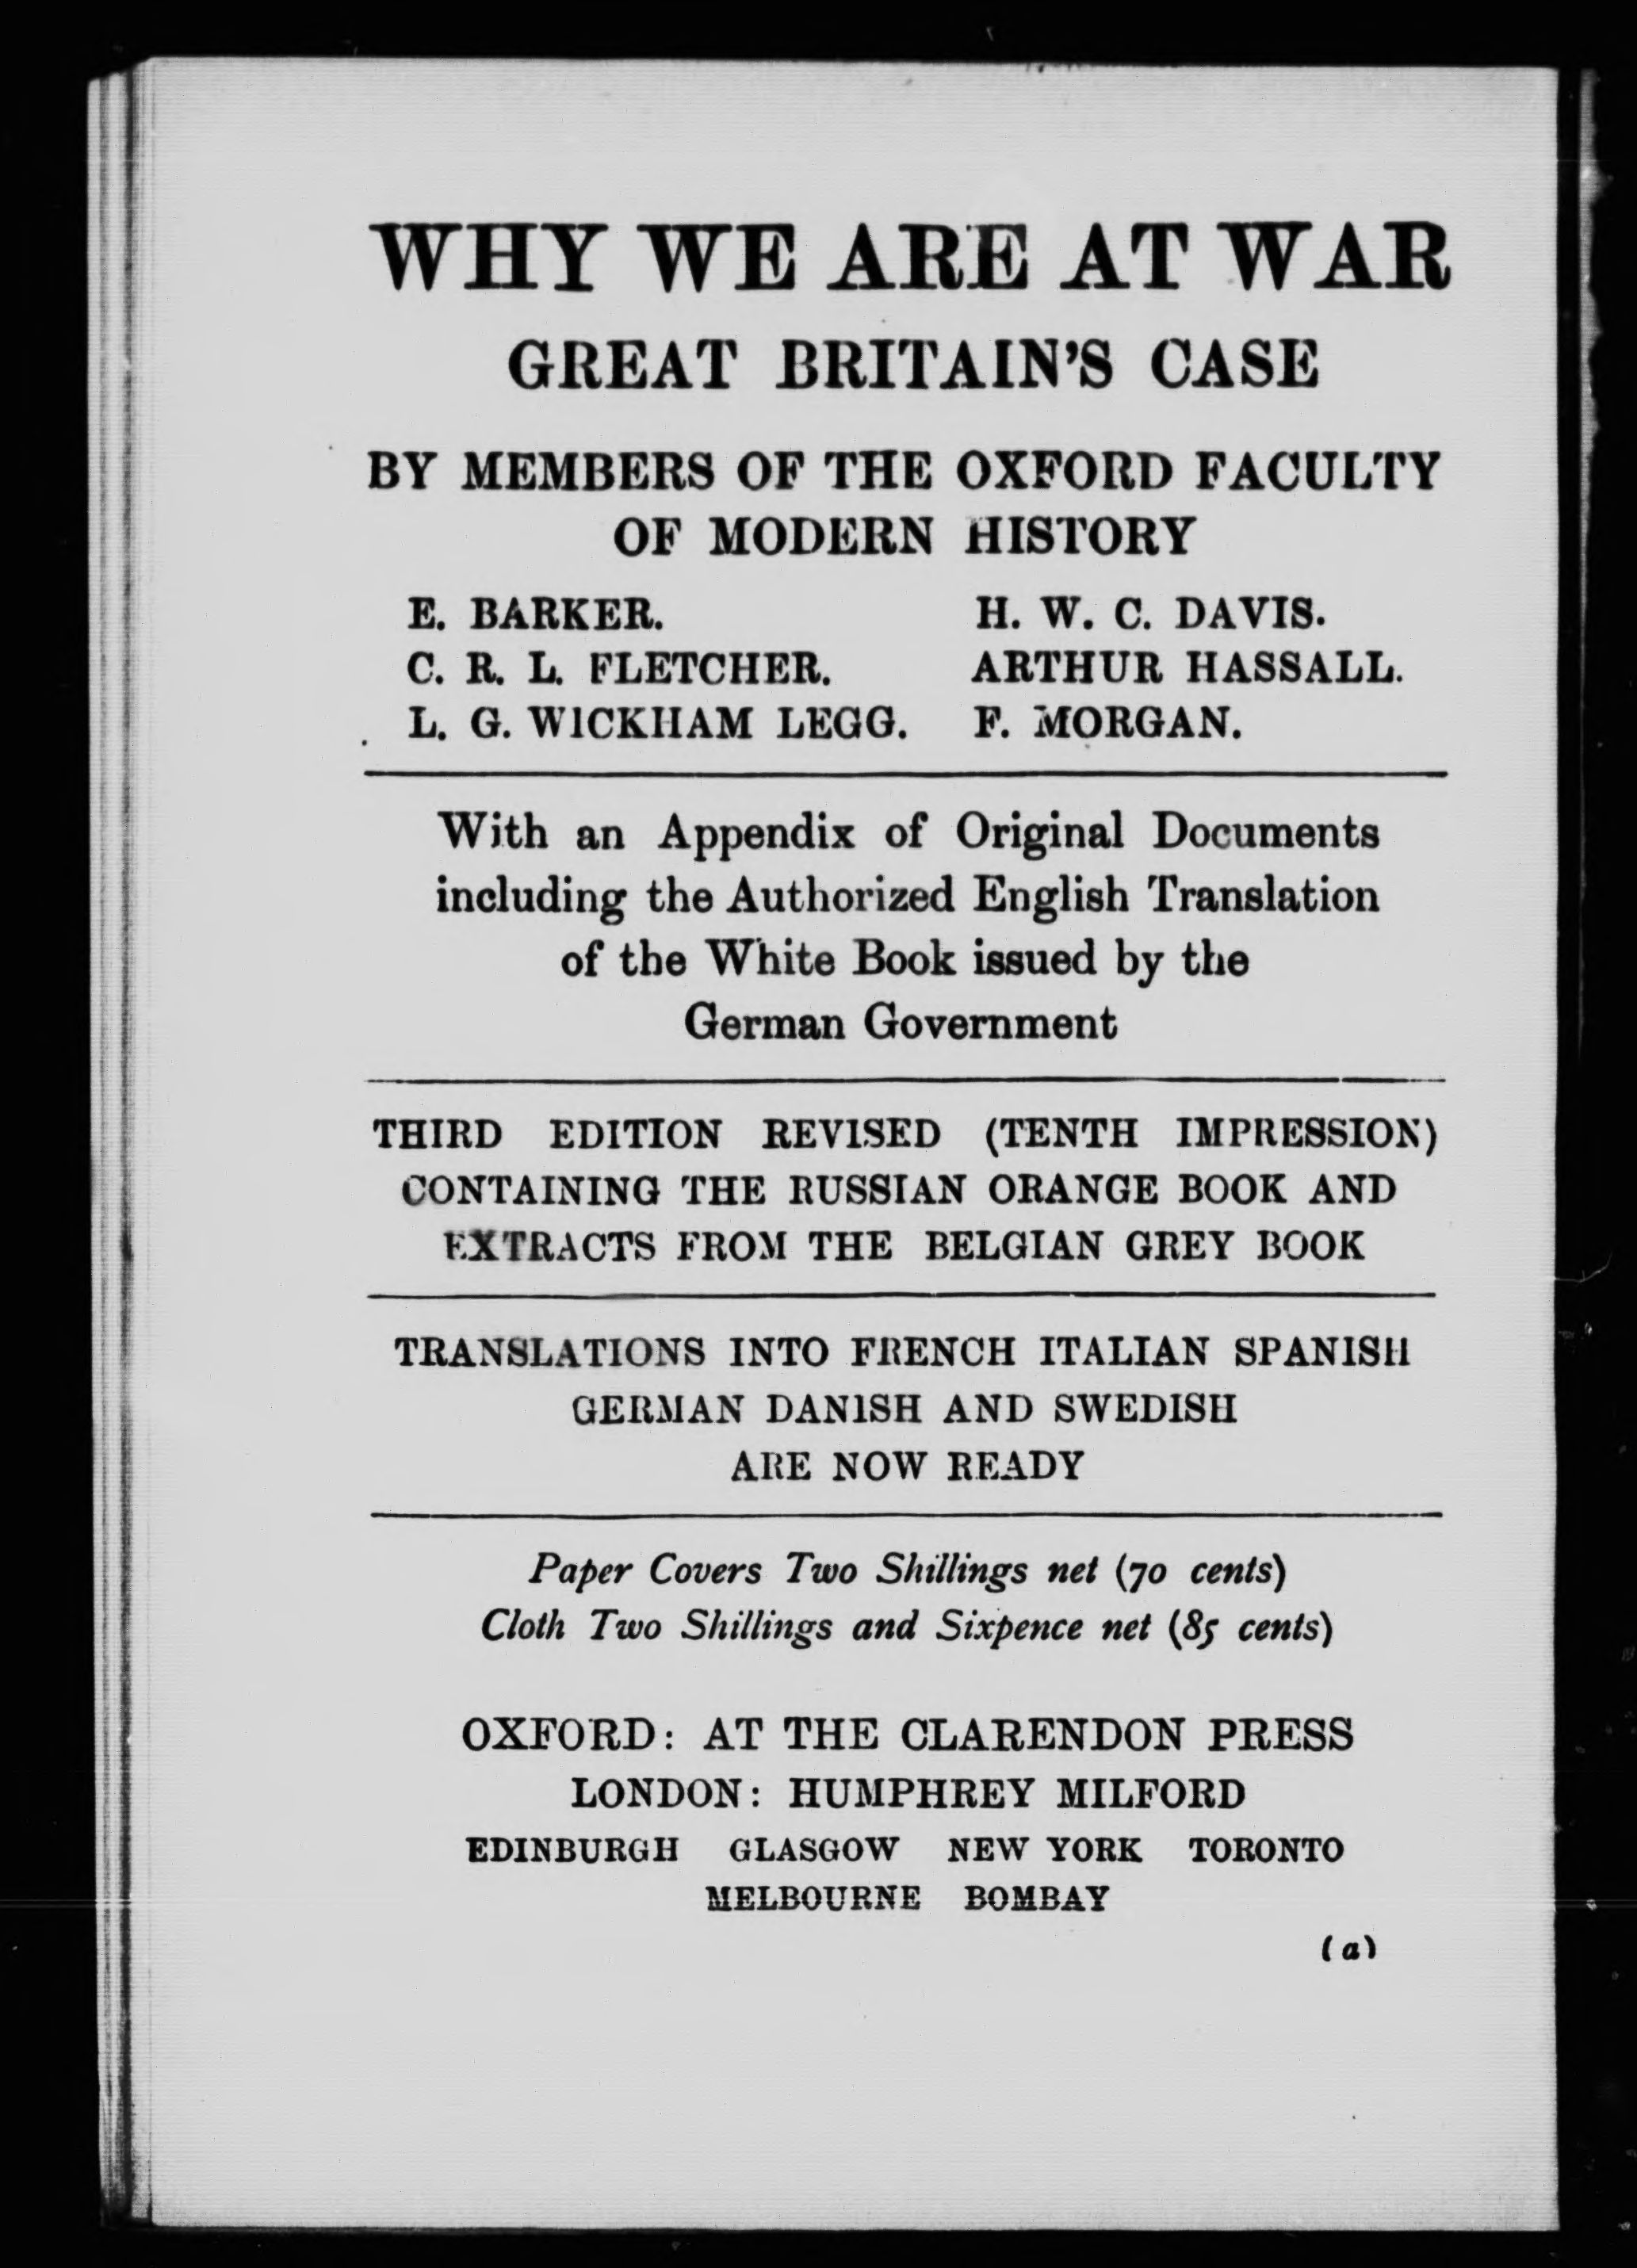 WHY WE ARE AT WAR
GREAT BRITAIN'S CASE
BY MEMBERS OF THE OXFORD FACULTY
OF MODERN HISTORY
E. BARKER. H. W. C. DAVIS.
C. R. L. FLETCHER. ARTHUR HASSALL.
L. G. WICKHAM LEGG. F. MORGAN.
With an Appendix of Original Documents
including the Authorized English Translation
of the White Book issued by the
German Government
THIRD EDITION REVISED (TENTH IMPRESSION)
CONTAINING THE RUSSIAN ORANGE BOOK AND
EXTRACTS FROM THE BELGIAN GREY BOOK
TRANSLATIONS INTO FRENCH ITALIAN SPANISH
GERMAN DANISH AND SWEDISH
ARE NOW READY
Paper Covers Two Shillings net (70 cents)
Cloth Two Shillings and Sixpence net (85 cents)
OXFORD: AT THE CLARENDON PRESS
LONDON: HUMPHREY MILFORD
EDINBURGH GLASGOW NEW YORK TORONTO
MELBOURNE BOMBAY
(a)